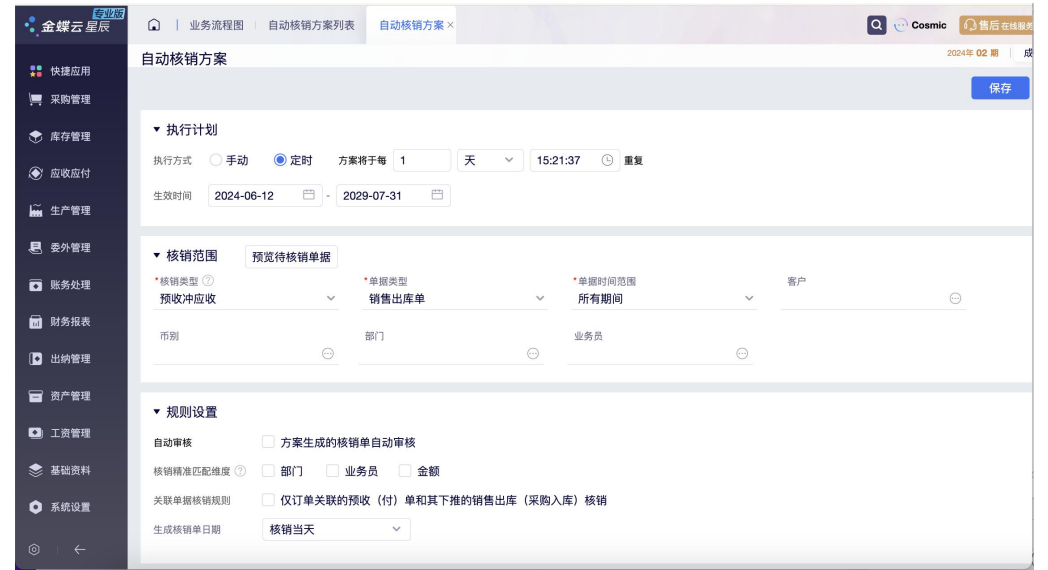 专业版
金蝶云 星辰
业务流程图
自动核销方案列表
自动核销方案 ×
Cosmic
售后 在线服务
自动核销方案
2024年 02 期
保存
快捷应用
采购管理
库存管理
应收应付
生产管理
委外管理
账务处理
财务报表
出纳管理
资产管理
工资管理
基础资料
系统设置
执行计划
执行方式 手动 定时 方案将于每 1 天 15:21:37 重复
生效时间 2024-06-12 - 2029-07-31
核销范围 预览待核销单据
*核销类型 ? *单据类型 *单据时间范围 客户
预收冲应收 销售出库单 所有期间
币别 部门 业务员
规则设置
自动审核 方案生成的核销单自动审核
核销精准匹配维度 ? 部门 业务员 金额
关联单据核销规则 仅订单关联的预收（付）单和其下推的销售出库（采购入库）核销
生成核销单日期 核销当天